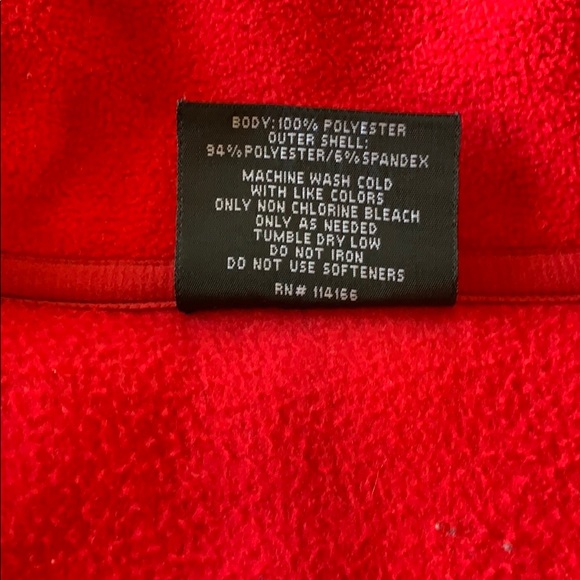 BODY: 100% POLYESTER
OUTER SHELL:
94% POLYESTER/6% SPANDEX
MACHINE WASH COLD
WITH LIKE COLORS
ONLY NON CHLORINE BLEACH
ONLY AS NEEDED
TUMBLE DRY LOW
DO NOT IRON
DO NOT USE SOFTENERS
RN# 114166